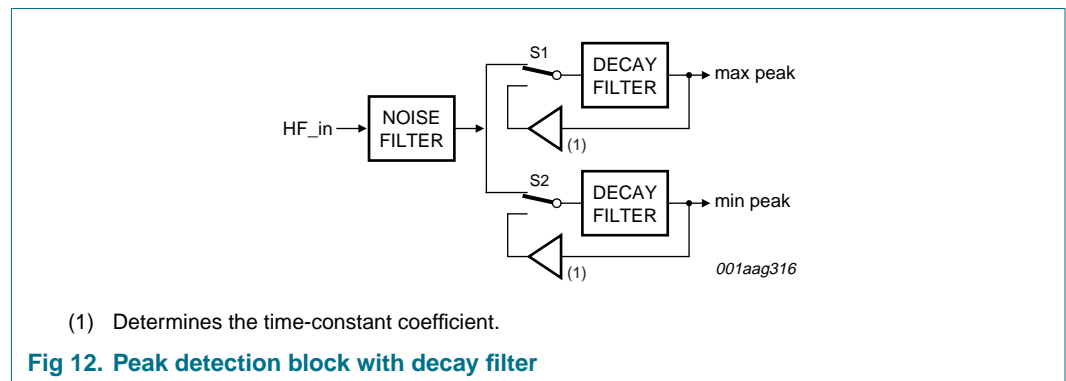 S1
DECAY
FILTER
max peak
(1)
HF_in
NOISE
FILTER
S2
DECAY
FILTER
min peak
(1)
001aag316
(1) Determines the time-constant coefficient.
Fig 12. Peak detection block with decay filter